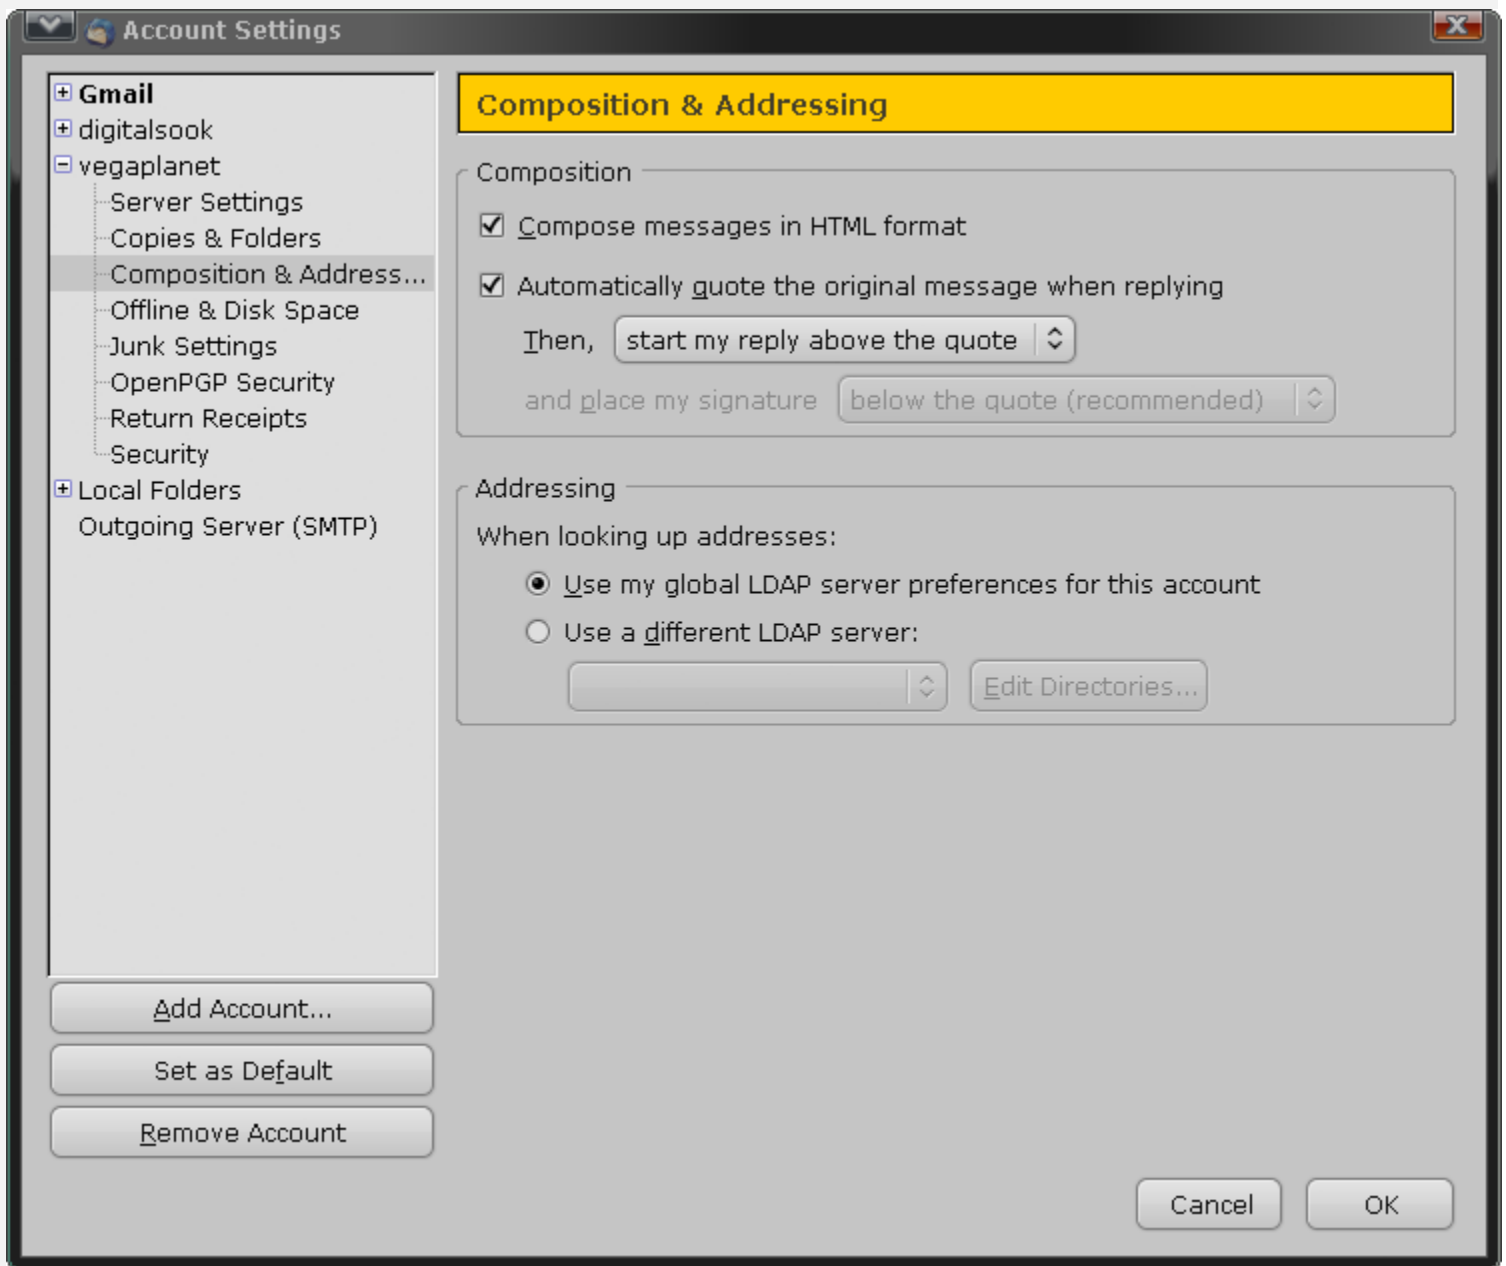 Account Settings
Gmail
digitalsook
vegaplanet
Server Settings
Copies & Folders
Composition & Address...
Offline & Disk Space
Junk Settings
OpenPGP Security
Return Receipts
Security
Local Folders
Outgoing Server (SMTP)
Add Account...
Set as Default
Remove Account
Composition & Addressing
Composition
Compose messages in HTML format
Automatically quote the original message when replying
Then, start my reply above the quote
and place my signature below the quote (recommended)
Addressing
When looking up addresses:
Use my global LDAP server preferences for this account
Use a different LDAP server:
Edit Directories...
Cancel OK